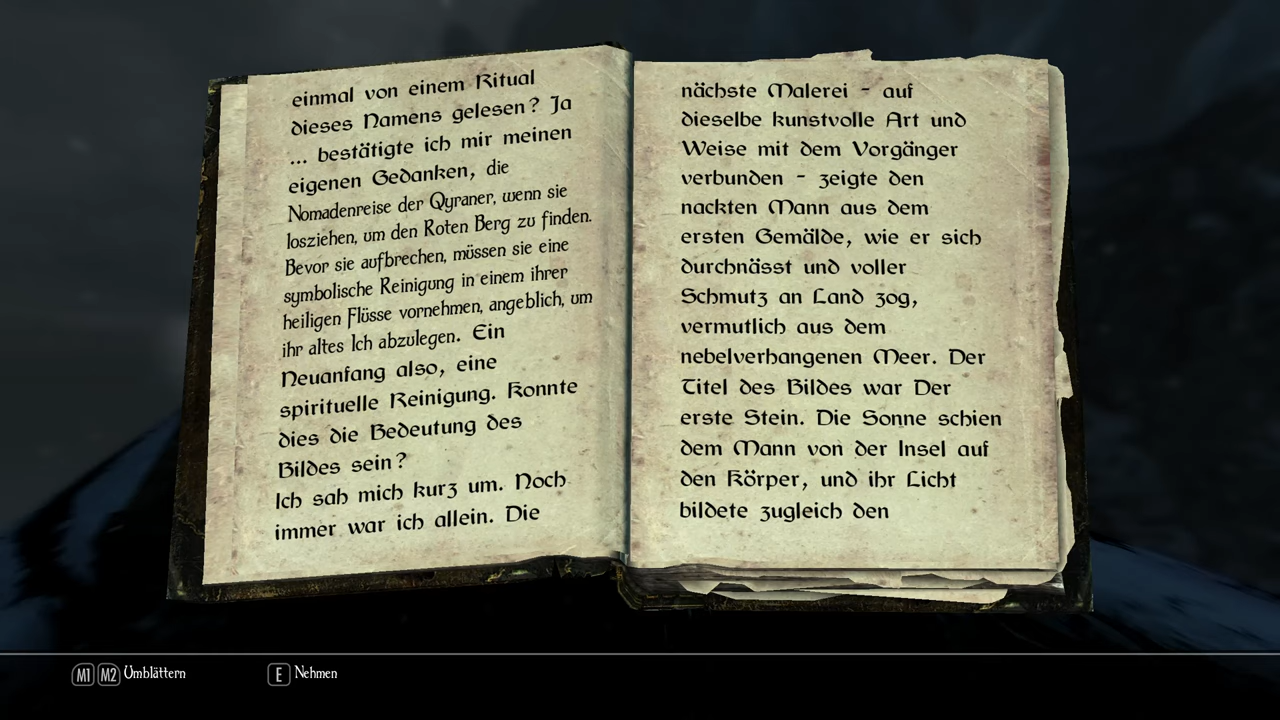 einmal von einem Ritual
dieses Namens gelesen? Ja
... bestätigte ich mir meinen
eigenen Gedanken, die
Nomadenreise der Qyraner, wenn sie
losziehen, um den Roten Berg zu finden.
Bevor sie aufbrechen, müssen sie eine
symbolische Reinigung in einem ihrer
heiligen Flüsse vornehmen, angeblich, um
ihr altes Ich abzulegen. Ein
Neuanfang also, eine
spirituelle Reinigung. Konnte
dies die Bedeutung des
Bildes sein?
Ich sah mich kurz um. Noch
immer war ich allein. Die
nächste Malerei - auf
dieselbe kunstvolle Art und
Weise mit dem Vorgänger
verbunden - zeigte den
nackten Mann aus dem
ersten Gemälde, wie er sich
durchnässt und voller
Schmutz an Land zog,
vermutlich aus dem
nebelverhangenen Meer. Der
Titel des Bildes war Der
erste Stein. Die Sonne schien
dem Mann von der Insel auf
den Körper, und ihr Licht
bildete zugleich den
M1 M2 Umblättern E Nehmen